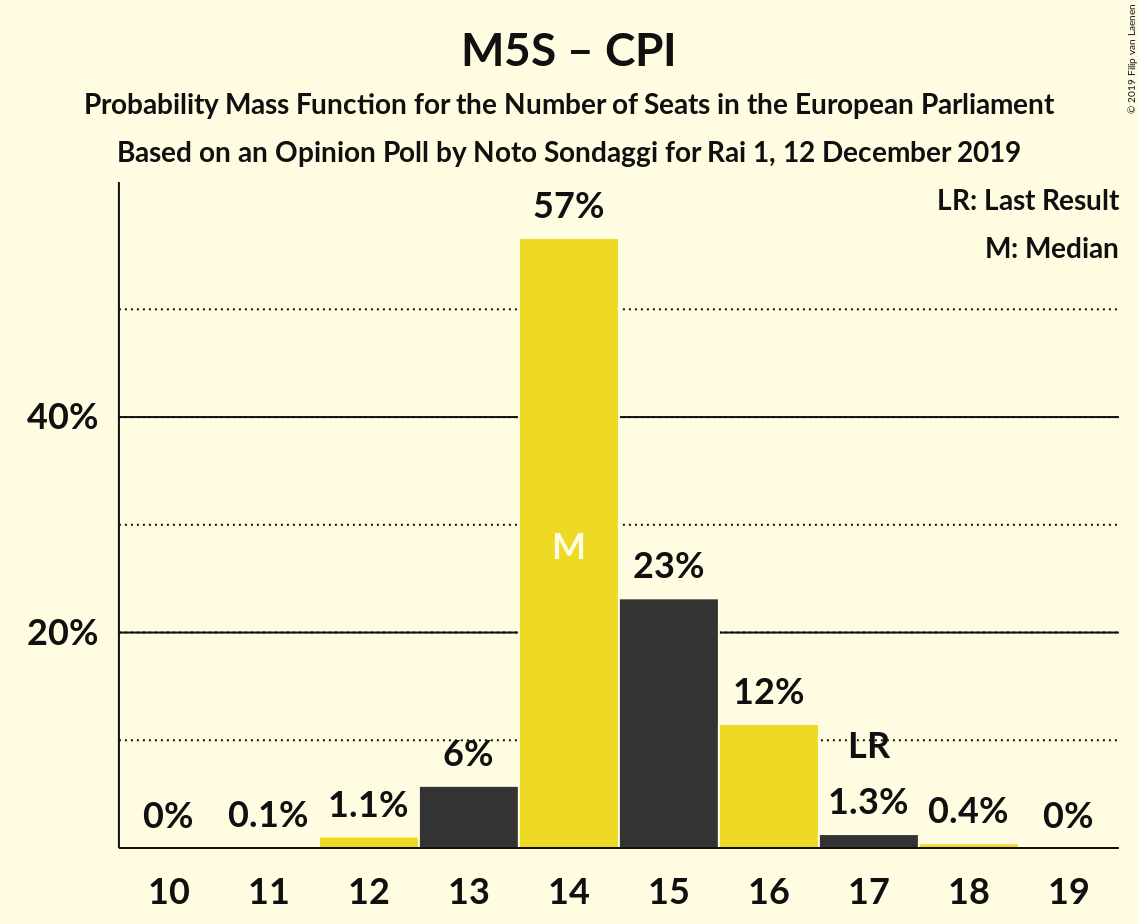 M5S – CPI
Probability Mass Function for the Number of Seats in the European Parliament
Based on an Opinion Poll by Noto Sondaggi for Rai 1, 12 December 2019
© 2019 Filip van Laenen
LR: Last Result
M: Median
57%
40%
M
23%
20%
12%
LR
6%
1.3%
1.1%
0.4%
0.1%
0%
0%
10 11 12 13 14 15 16 17 18 19